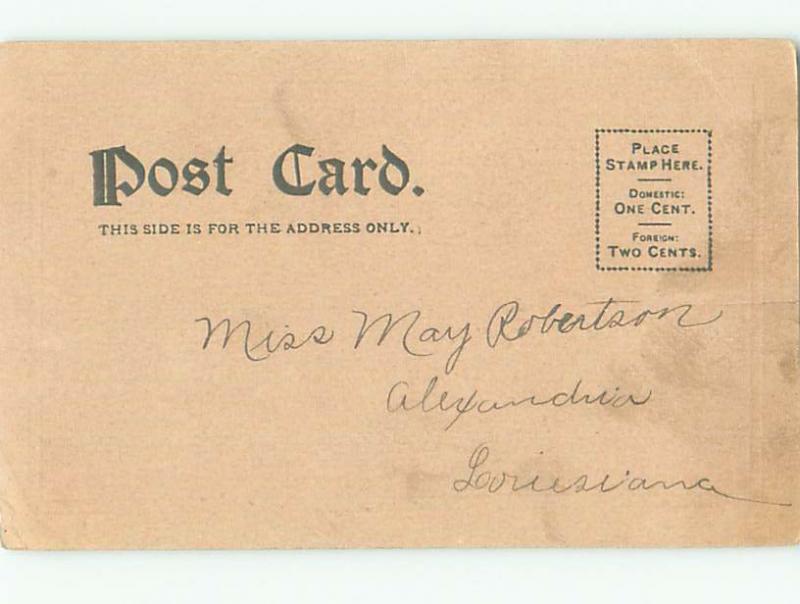 Post Card.
THIS SIDE IS FOR THE ADDRESS ONLY.
PLACE
STAMP HERE.
DOMESTIC:
ONE CENT.
FOREIGN:
TWO CENTS.
Miss May Robertson
Alexandria
Louiesiana